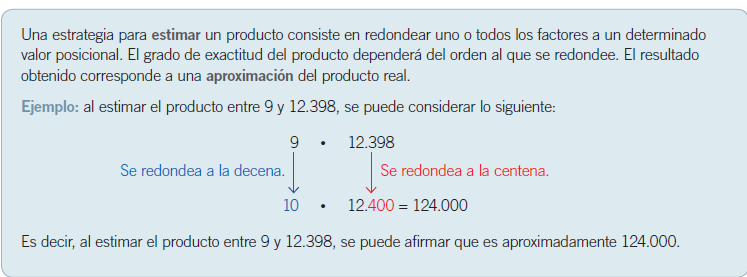 Una estrategia para estimar un producto consiste en redondear uno o todos los factores a un determinado
valor posicional. El grado de exactitud del producto dependerá del orden al que se redondee. El resultado
obtenido corresponde a una aproximación del producto real.
Ejemplo: al estimar el producto entre 9 y 12.398, se puede considerar lo siguiente:
9 • 12.398
Se redondea a la decena. Se redondea a la centena.
10 • 12.400 = 124.000
Es decir, al estimar el producto entre 9 y 12.398, se puede afirmar que es aproximadamente 124.000.